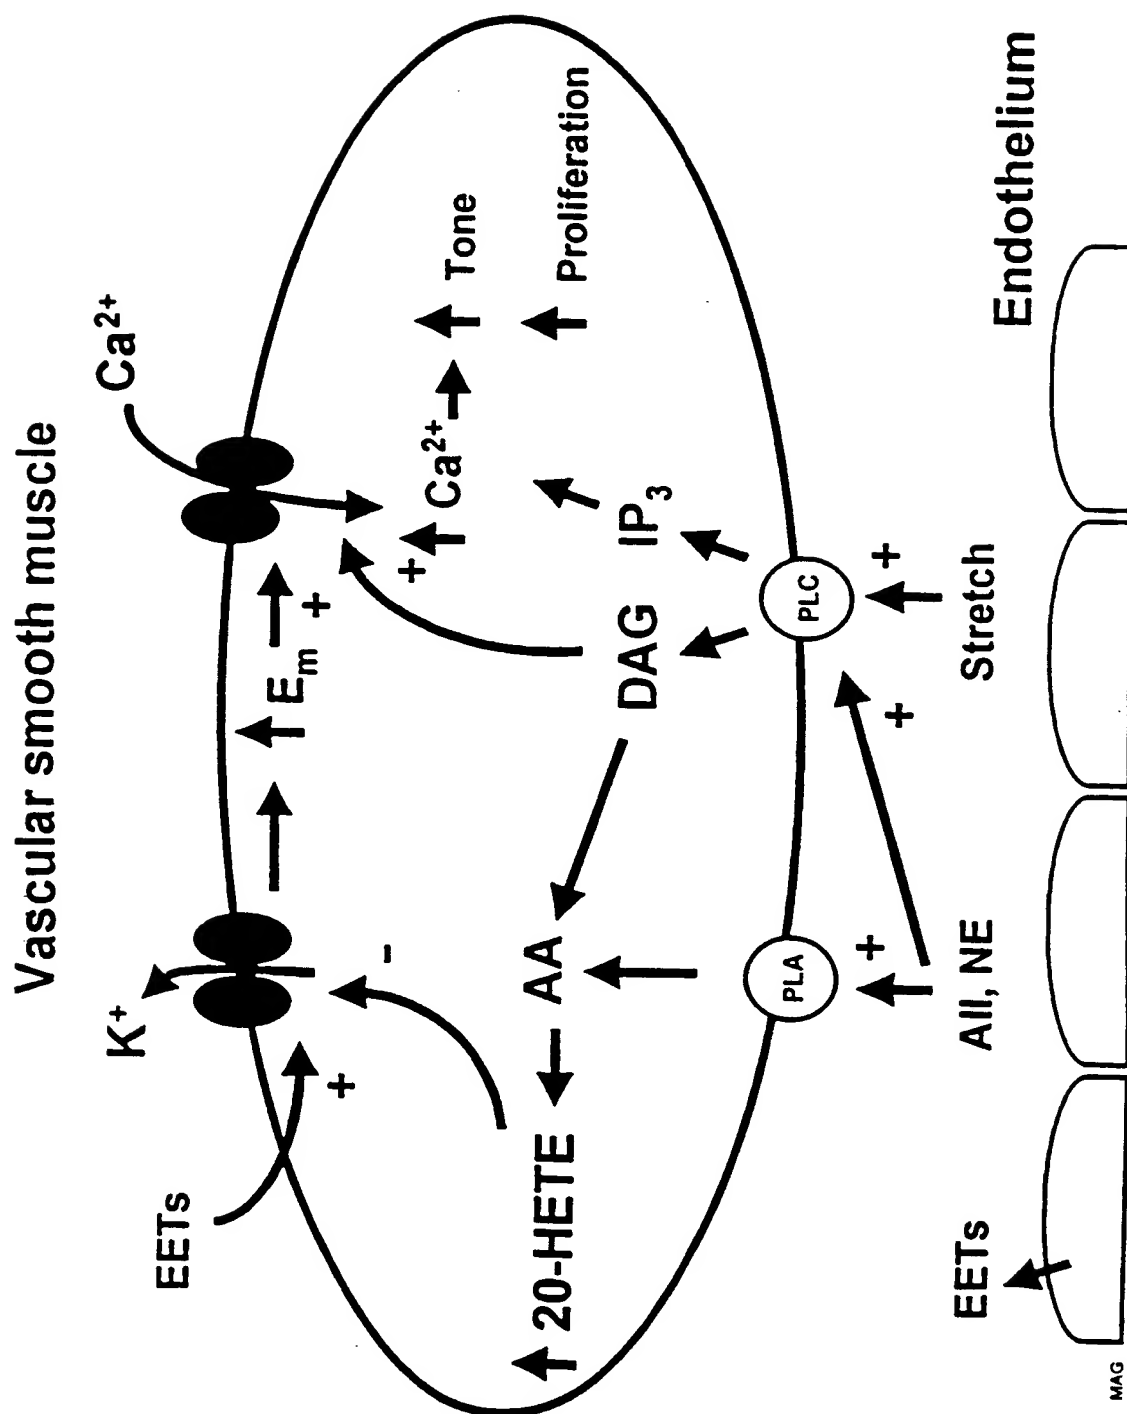 Vascular smooth muscle
K+
Ca2+
EETs
+
-
Em
+
+
Ca2+
Tone
20-HETE
AA
DAG
IP3
Proliferation
PLA
PLC
+
+
+
AII, NE
Stretch
EETs
Endothelium
MAG